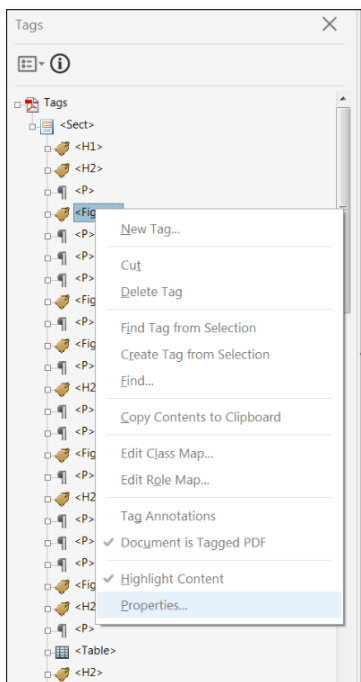 Tags
Tags
<Sect>
<H1>
<H2>
<P>
<Fig
<P>
<P>
<P>
<Fig
<P>
<Fig
<P>
<H2
<P>
<P>
<Fig
<P>
<H2
<P>
<P>
<P>
<Fig
<H2
<P>
<Table>
<H2>
New Tag...
Cut
Delete Tag
Find Tag from Selection
Create Tag from Selection
Find...
Copy Contents to Clipboard
Edit Class Map...
Edit Role Map...
Tag Annotations
Document is Tagged PDF
Highlight Content
Properties...